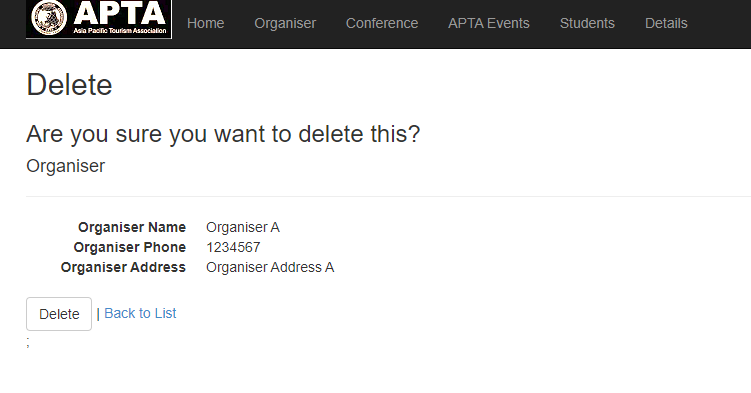 APTA
Asia Pacific Tourism Association
Home Organiser Conference APTA Events Students Details
Delete
Are you sure you want to delete this?
Organiser
Organiser Name Organiser A
Organiser Phone 1234567
Organiser Address Organiser Address A
Delete | Back to List
;